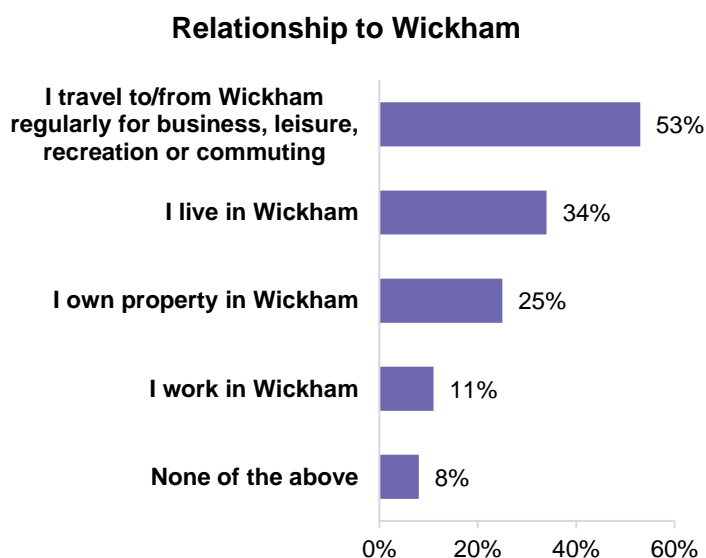 Relationship to Wickham
I travel to/from Wickham
regularly for business, leisure,
recreation or commuting
53%
I live in Wickham
34%
I own property in Wickham
25%
I work in Wickham
11%
None of the above
8%
0%
20%
40%
60%